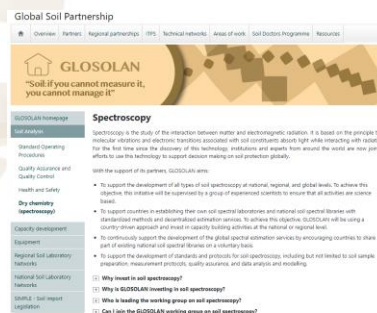 Global Soil Partnership
Overview Partners Regional partnerships ITPS Technical networks Areas of work Soil Doctors Programme Resources
GLOSOLAN
"Soil: if you cannot measure it,
you cannot manage it"
GLOSOLAN homepage
Soil Analysis
Standard Operating
Procedures
Quality Assurance and
Quality Control
Health and Safety
Dry chemistry
(spectroscopy)
Capacity development
Equipment
Regional Soil Laboratory
Networks
National Soil Laboratory
Networks
SIMPLE - Soil Import
Legislation
Spectroscopy
Spectroscopy is the study of the interaction between matter and electromagnetic radiation. It is based on the principle
molecular vibrations and electronic transitions associated with soil constituents absorb light while interacting with radia
For the first time since the discovery of this technology, institutions and experts from around the world are now join
efforts to use this technology to support decision making on soil protection globally.
With the support of its partners, GLOSOLAN aims:
• To support the development of all types of soil spectroscopy at national, regional, and global levels. To achieve this
objective, this initiative will be supervised by a group of experienced scientists to ensure that all activities are science
based.
• To support countries in establishing their own soil spectral laboratories and national soil spectral libraries with
standardized methods and decentralised estimation services. To achieve this objective, GLOSOLAN will be using a
country-driven approach and invest in capacity building activities at the national or regional level.
• To continuously support the development of the global spectral estimation services by encouraging countries to share
part of existing national soil spectral libraries on a voluntary basis.
• To support the development of standards and protocols for soil spectroscopy, including but not limited to soil sample
preparation, measurement protocols, quality assurance, and data analysis and modelling.
Why invest in soil spectroscopy?
Why is GLOSOLAN investing in soil spectroscopy?
Who is leading the working group on soil spectroscopy?
Can I join the GLOSOLAN working group on soil spectroscopy?